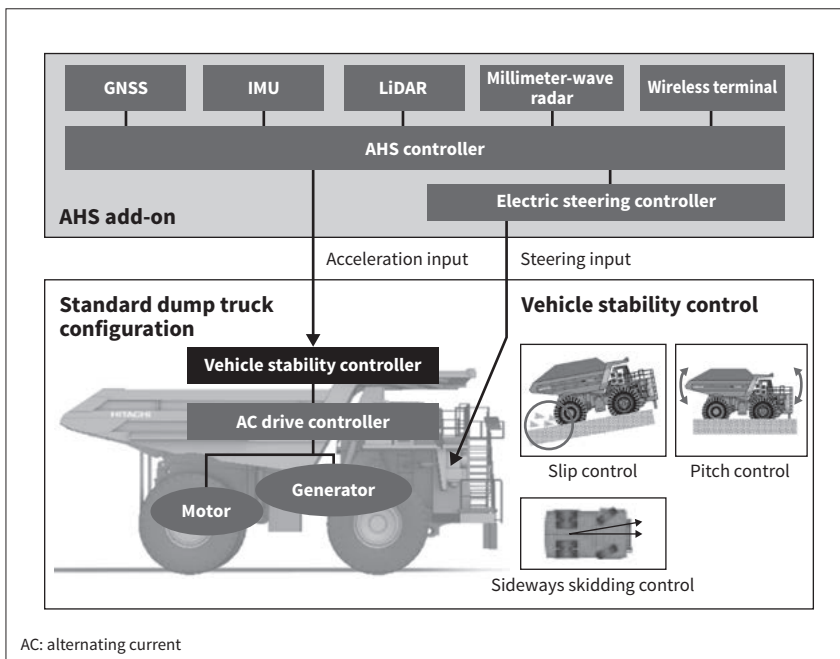 GNSS
IMU
LiDAR
Millimeter-wave
radar
Wireless terminal
AHS controller
Electric steering controller
AHS add-on
Acceleration input
Steering input
Standard dump truck
configuration
Vehicle stability control
Vehicle stability controller
HITACHI
AC drive controller
Generator
Motor
Slip control
Pitch control
Sideways skidding control
AC: alternating current